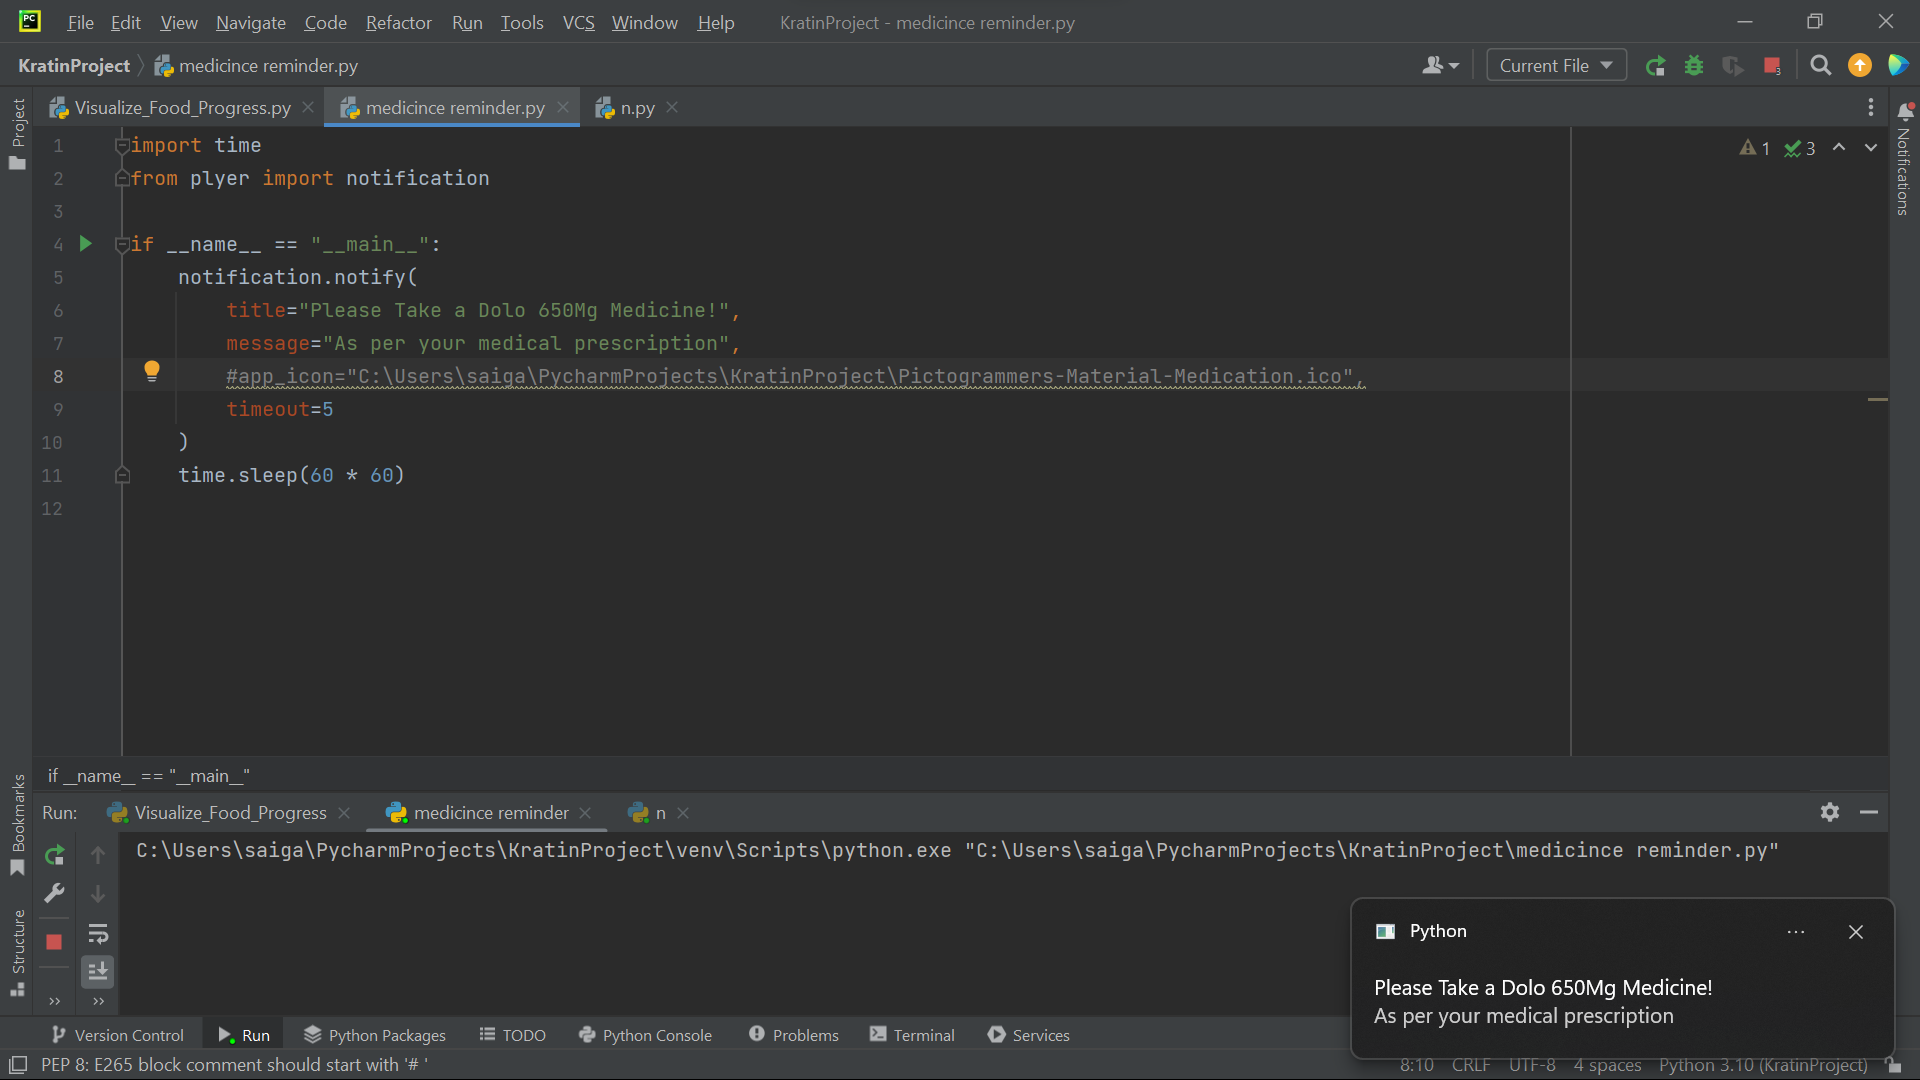 PC
File Edit View Navigate Code Refactor Run Tools VCS Window Help KratinProject - medicince reminder.py
KratinProject medicince reminder.py
Current File
3
Project
Visualize_Food_Progress.py
medicince reminder.py
n.py
Notifications
1 import time
2 from plyer import notification
3
4 if __name__ == "__main__":
5 notification.notify(
6 title="Please Take a Dolo 650Mg Medicine!",
7 message="As per your medical prescription",
8 #app_icon="C:\Users\saiga\PycharmProjects\KratinProject\Pictogrammers-Material-Medication.ico",
9 timeout=5
10 )
11 time.sleep(60 * 60)
12
1 3
if __name__ == "__main__"
Bookmarks
Structure
Run: Visualize_Food_Progress medicince reminder n
C:\Users\saiga\PycharmProjects\KratinProject\venv\Scripts\python.exe "C:\Users\saiga\PycharmProjects\KratinProject\medicince reminder.py"
Python
Please Take a Dolo 650Mg Medicine!
As per your medical prescription
Version Control Run Python Packages TODO Python Console Problems Terminal Services
PEP 8: E265 block comment should start with '# '
8:10 CRLF UTF-8 4 spaces Python 3.10 (KratinProject)